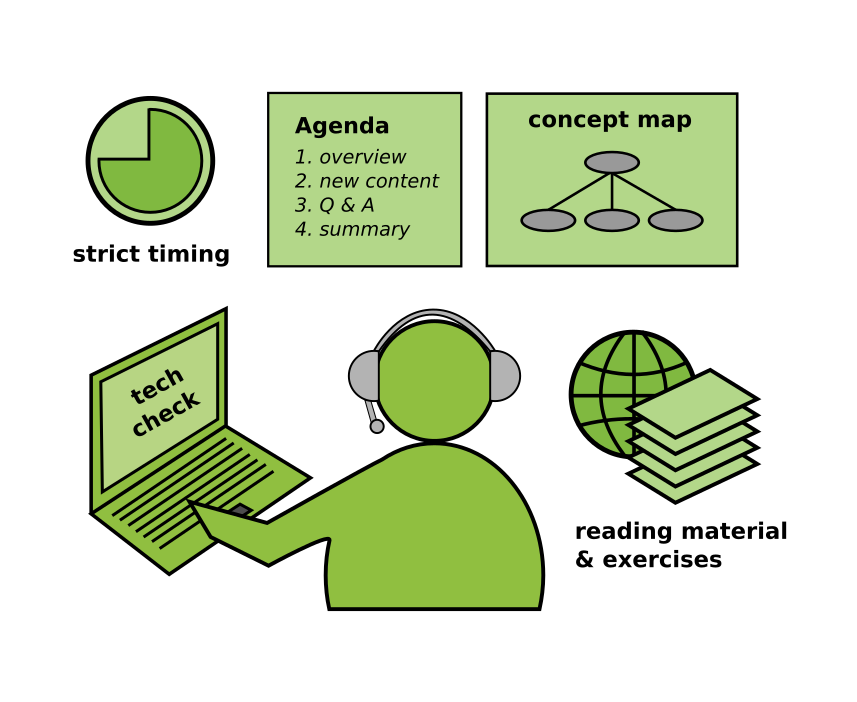 Agenda
1. overview
2. new content
3. Q & A
4. summary
concept map
strict timing
tech
check
reading material
& exercises